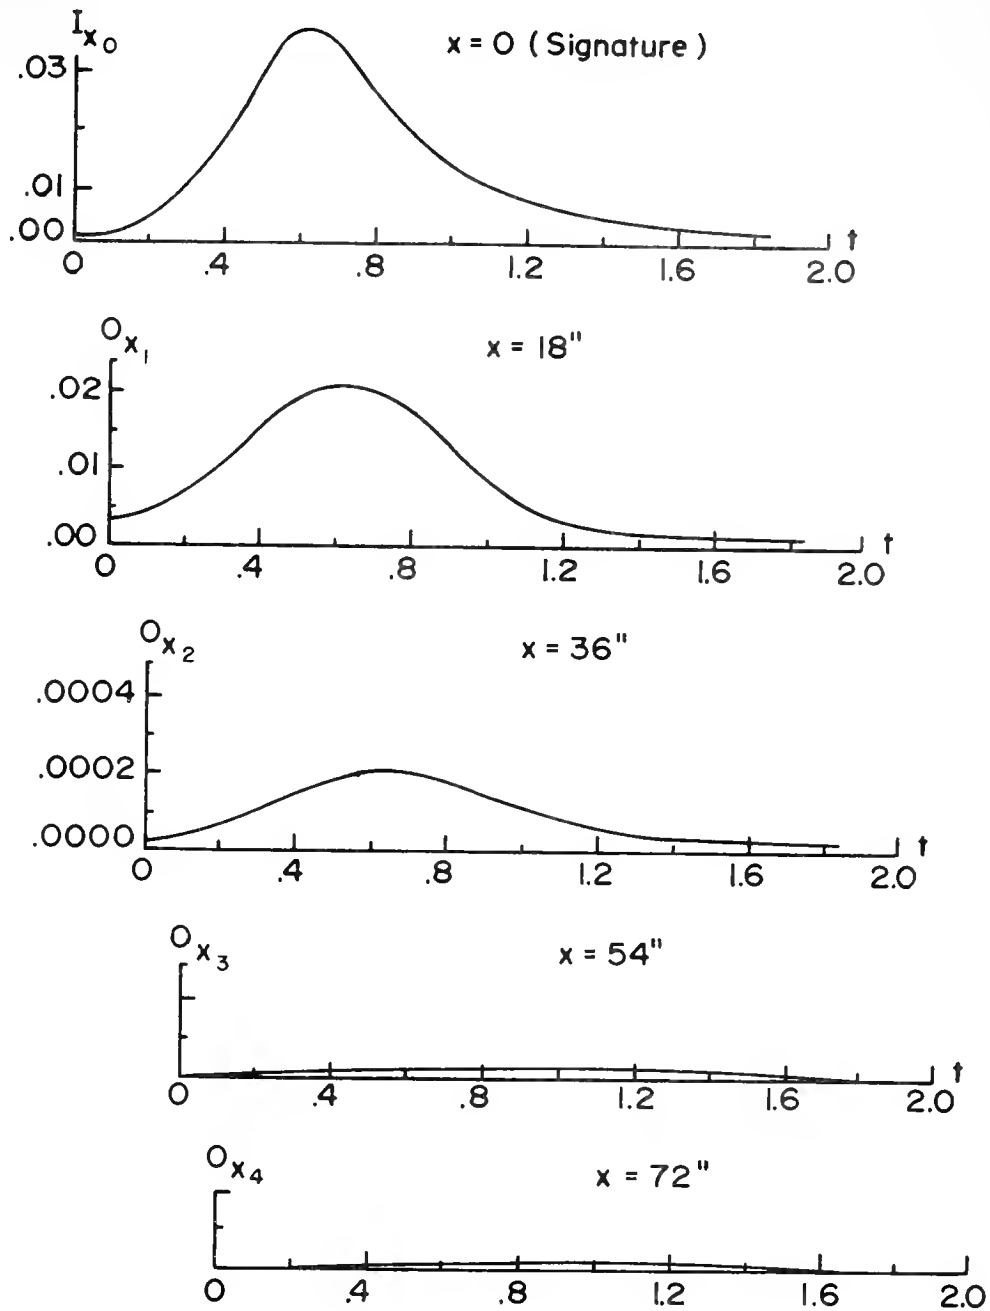 I x₀
x = 0 (Signature)
.03
.01
.00
0 .4 .8 1.2 1.6 2.0 t
O x₁
x = 18"
.02
.01
.00
0 .4 .8 1.2 1.6 2.0 t
O x₂
x = 36"
.0004
.0002
.0000
0 .4 .8 1.2 1.6 2.0 t
O x₃
x = 54"
0 .4 .8 1.2 1.6 2.0 t
O x₄
x = 72"
0 .4 .8 1.2 1.6 2.0